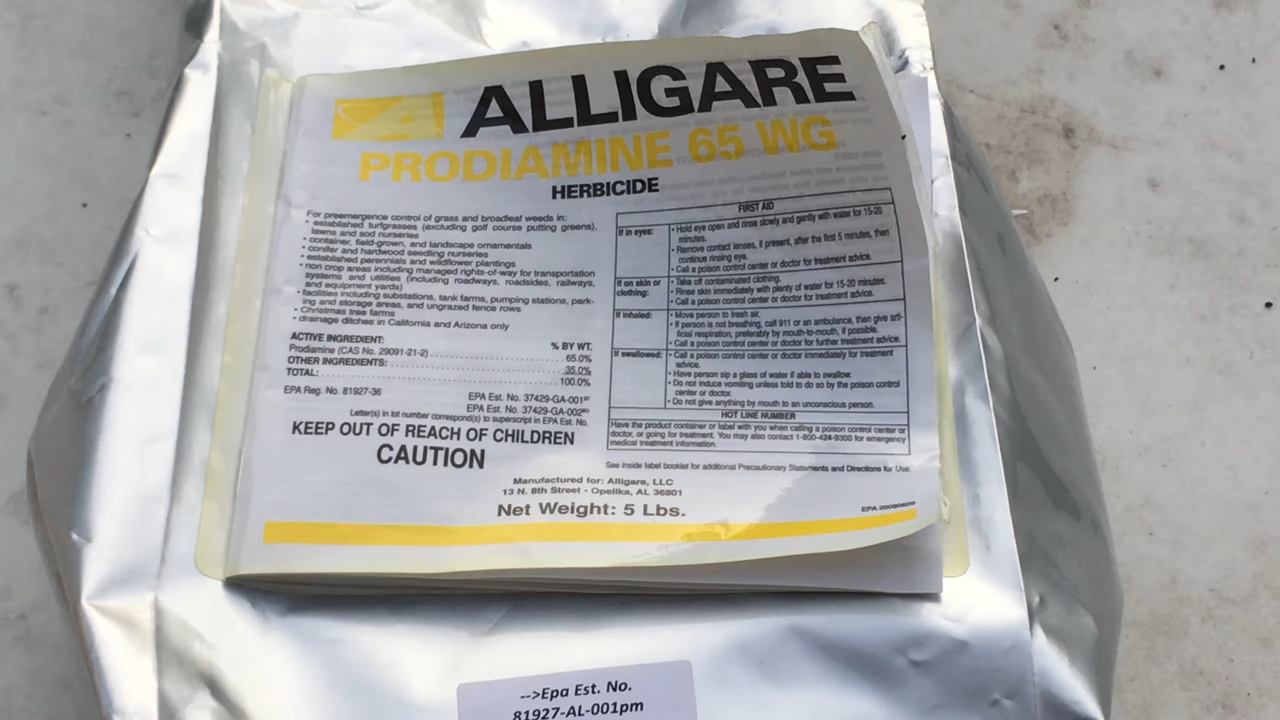 ALLIGARE
PRODIAMINE 65 WG
HERBICIDE
For preemergence control of grass and broadleaf weeds in:
• established turfgrasses (excluding golf course putting greens),
lawns and sod nurseries
• container, field-grown, and landscape ornamentals
• conifer and hardwood seedling nurseries
• established perennials and wildflower plantings
• non crop areas including managed rights-of-way for transportation
systems and utilities (including roadways, roadsides, railways,
and equipment yards)
• facilities including substations, tank farms, pumping stations, park-
ing and storage areas, and ungrazed fence rows
• Christmas tree farms
• drainage ditches in California and Arizona only
ACTIVE INGREDIENT: % BY WT.
Prodiamine (CAS No. 29091-21-2) 65.0%
OTHER INGREDIENTS: 35.0%
TOTAL: 100.0%
EPA Reg. No. 81927-36
EPA Est. No. 37429-GA-001
EPA Est. No. 37429-GA-002
Letter(s) in lot number correspond(s) to superscript in EPA Est. No.
KEEP OUT OF REACH OF CHILDREN
CAUTION
FIRST AID
If in eyes:
• Hold eye open and rinse slowly and gently with water for 15-20
minutes.
• Remove contact lenses, if present, after the first 5 minutes, then
continue rinsing eye.
• Call a poison control center or doctor for treatment advice.
If on skin or
clothing:
• Take off contaminated clothing.
• Rinse skin immediately with plenty of water for 15-20 minutes.
• Call a poison control center or doctor for treatment advice.
If inhaled:
• Move person to fresh air.
• If person is not breathing, call 911 or an ambulance, then give arti-
ficial respiration, preferably by mouth-to-mouth, if possible.
• Call a poison control center or doctor for further treatment advice.
If swallowed:
• Call a poison control center or doctor immediately for treatment
advice.
• Have person sip a glass of water if able to swallow.
• Do not induce vomiting unless told to do so by the poison control
center or doctor.
• Do not give anything by mouth to an unconscious person.
HOT LINE NUMBER
Have the product container or label with you when calling a poison control center or
doctor, or going for treatment. You may also contact 1-800-424-9300 for emergency
medical treatment information.
See inside label booklet for additional Precautionary Statements and Directions for Use.
Manufactured for: Alligare, LLC
13 N. 8th Street - Opelika, AL 36801
Net Weight: 5 Lbs.
EPA 20090629
-->Epa Est. No.
81927-AL-001pm